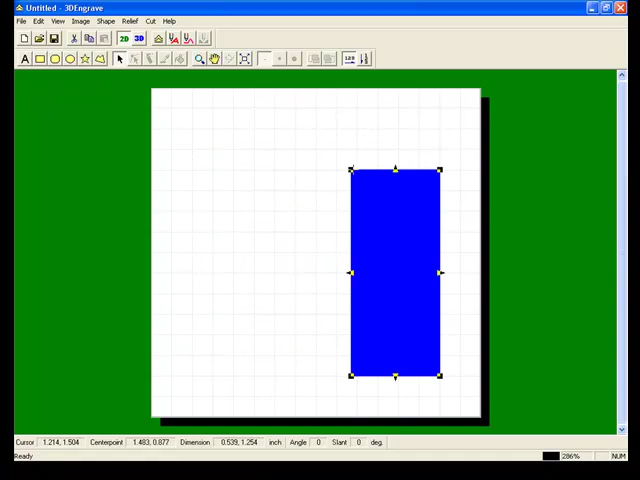 Untitled - 3DEngrave
File Edit View Image Shape Relief Cut Help
2D 3D
A
Cursor 1.214, 1.504 Centerpoint 1.483, 0.877 Dimension 0.539, 1.254 inch Angle 0 Slant 0 deg.
Ready 286% NUM